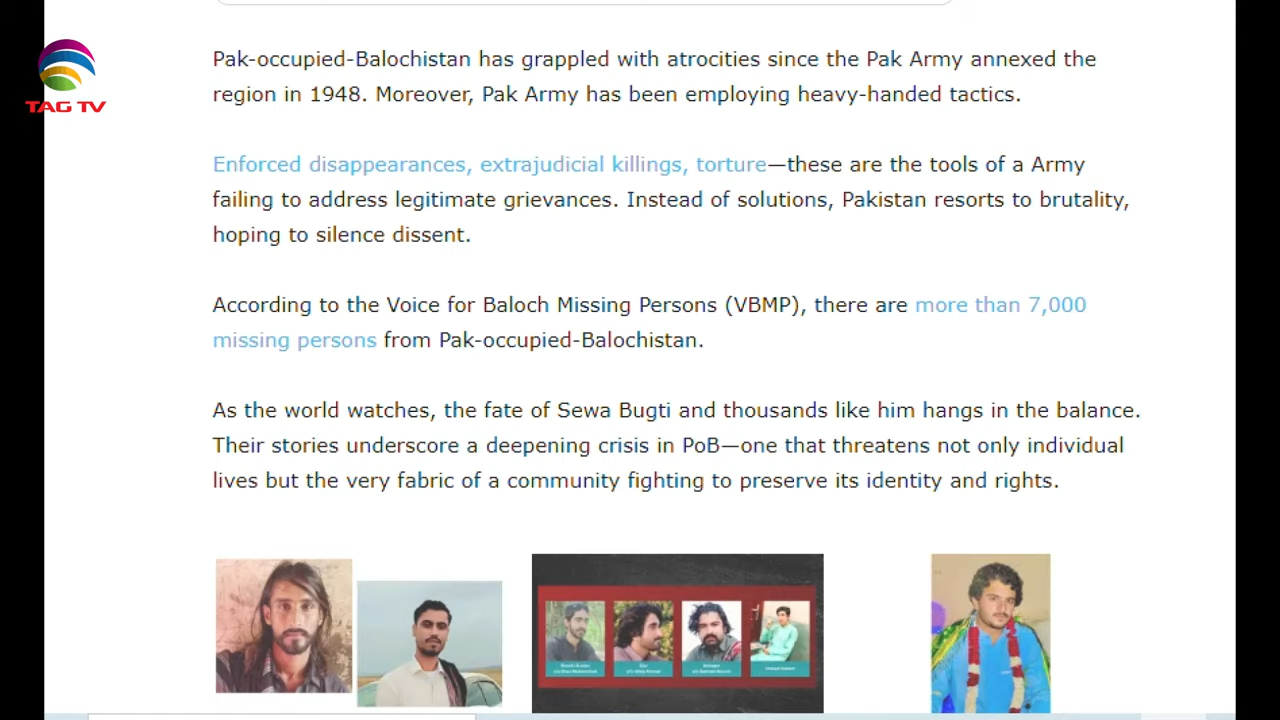 TAG TV
Pak-occupied-Balochistan has grappled with atrocities since the Pak Army annexed the
region in 1948. Moreover, Pak Army has been employing heavy-handed tactics.
Enforced disappearances, extrajudicial killings, torture—these are the tools of a Army
failing to address legitimate grievances. Instead of solutions, Pakistan resorts to brutality,
hoping to silence dissent.
According to the Voice for Baloch Missing Persons (VBMP), there are more than 7,000
missing persons from Pak-occupied-Balochistan.
As the world watches, the fate of Sewa Bugti and thousands like him hangs in the balance.
Their stories underscore a deepening crisis in PoB—one that threatens not only individual
lives but the very fabric of a community fighting to preserve its identity and rights.